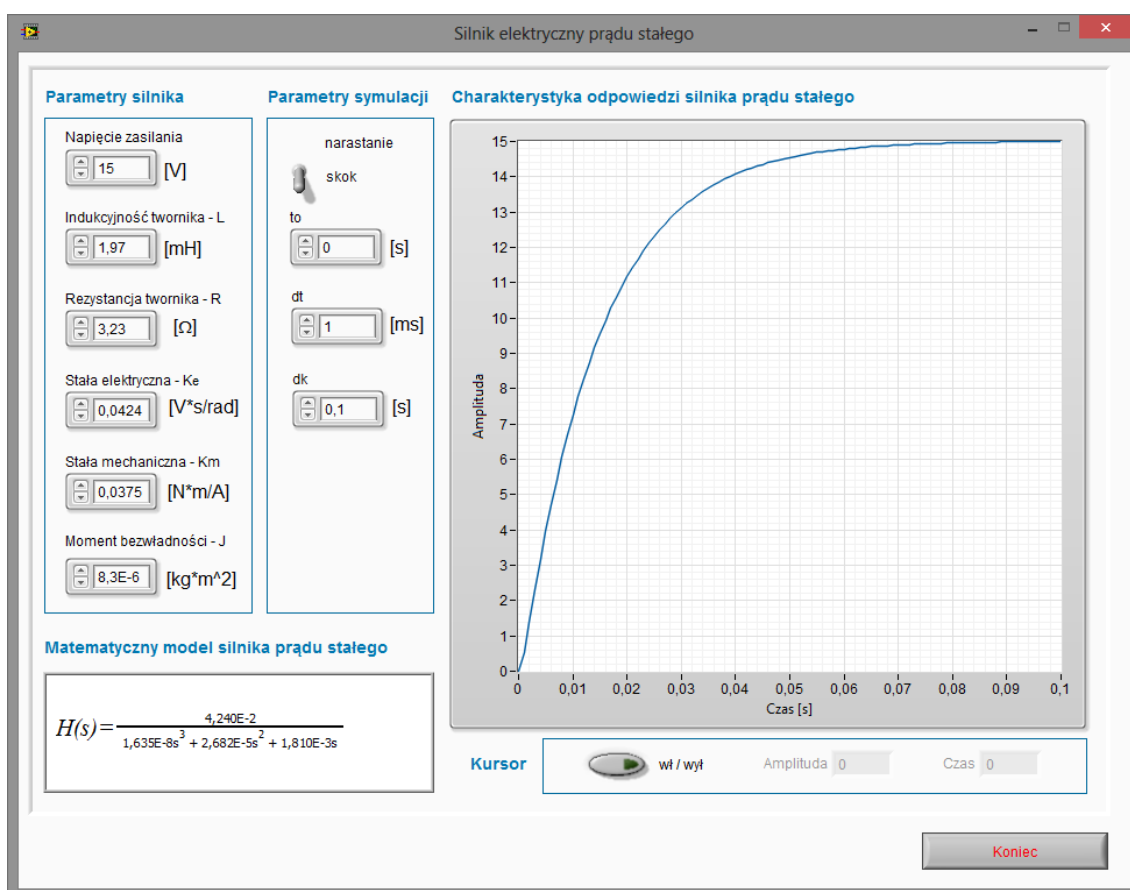 Silnik elektryczny prądu stałego
Parametry silnika
Napięcie zasilania
15 [V]
Indukcyjność twornika - L
1,97 [mH]
Rezystancja twornika - R
3,23 [Ω]
Stała elektryczna - Ke
0,0424 [V*s/rad]
Stała mechaniczna - Km
0,0375 [N*m/A]
Moment bezwładności - J
8,3E-6 [kg*m^2]
Parametry symulacji
narastanie
skok
to
0 [s]
dt
1 [ms]
dk
0,1 [s]
Matematyczny model silnika prądu stałego
H(s)=
4,240E-2
1,635E-8s^3 + 2,682E-5s^2 + 1,810E-3s
Charakterystyka odpowiedzi silnika prądu stałego
Amplituda
15
14
13
12
11
10
9
8
7
6
5
4
3
2
1
0
0 0,01 0,02 0,03 0,04 0,05 0,06 0,07 0,08 0,09 0,1
Czas [s]
Kursor wł / wył Amplituda 0 Czas 0
Koniec